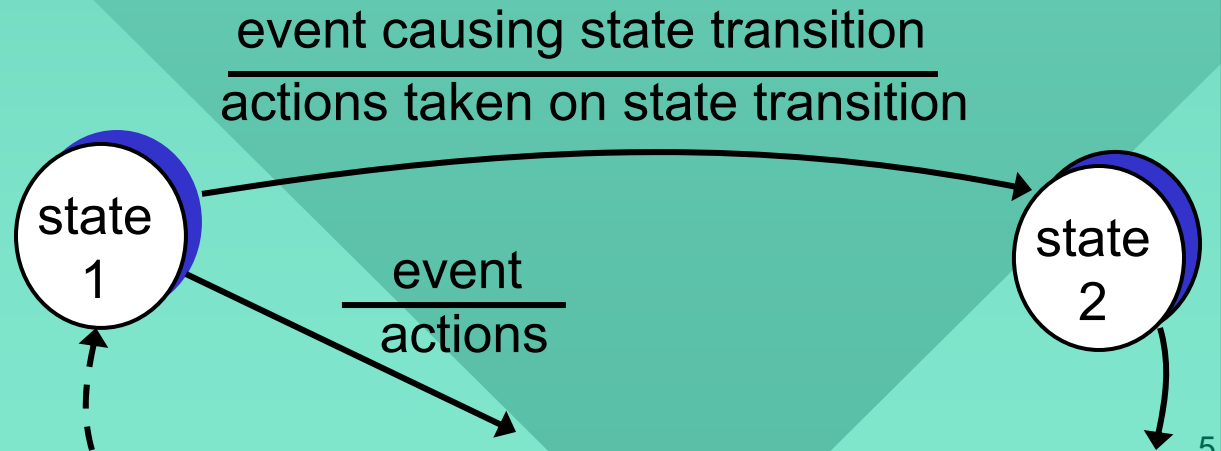 event causing state transition
actions taken on state transition
state
1
state
2
event
actions
5